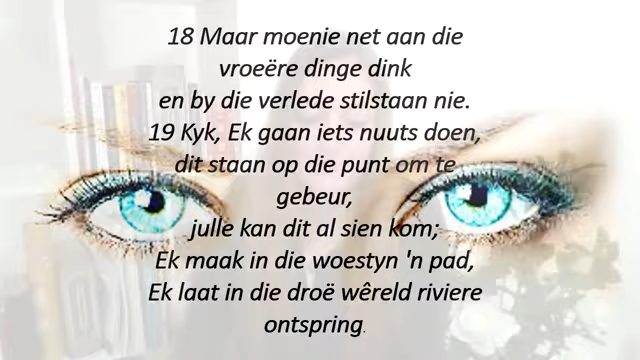 18 Maar moenie net aan die
vroeëre dinge dink
en by die verlede stilstaan nie.
19 Kyk, Ek gaan iets nuuts doen,
dit staan op die punt om te
gebeur,
julle kan dit al sien kom;
Ek maak in die woestyn 'n pad,
Ek laat in die droë wêreld riviere
ontspring.